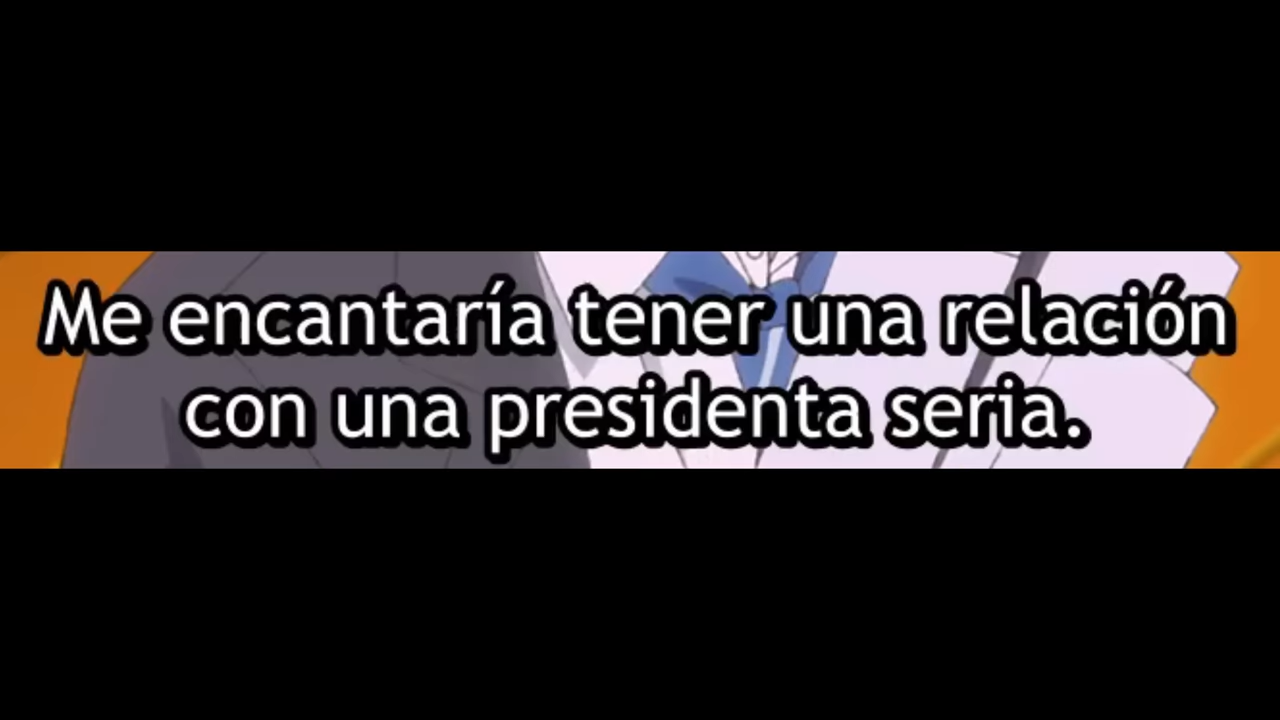 Me encantaría tener una relación
con una presidenta seria.